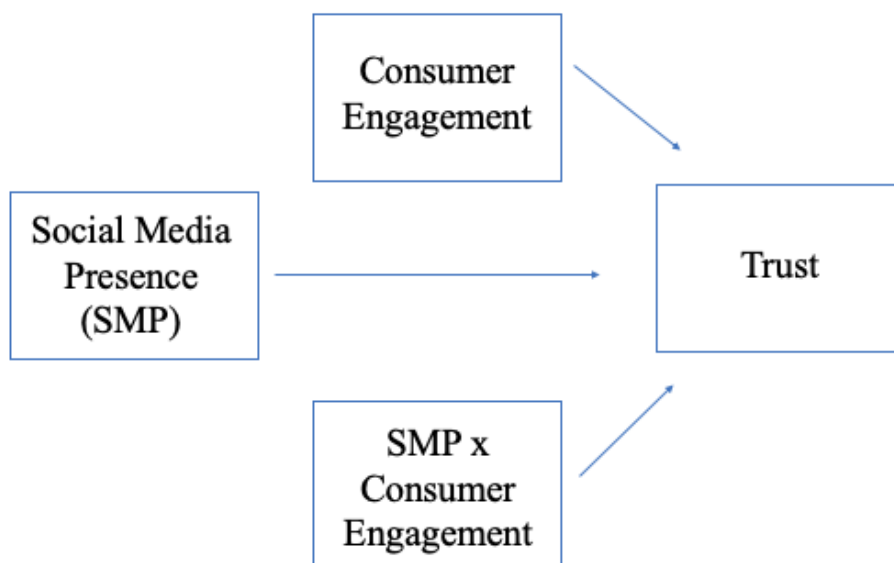 Consumer
Engagement
Social Media
Presence
(SMP)
Trust
SMP x
Consumer
Engagement